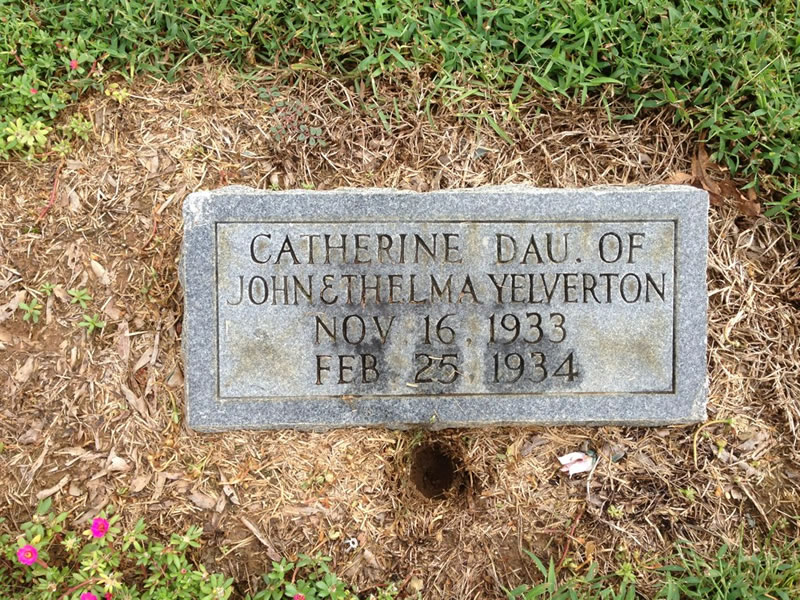 CATHERINE DAU. OF
JOHN & THELMA YELVERTON
NOV 16 1933
FEB 25 1934